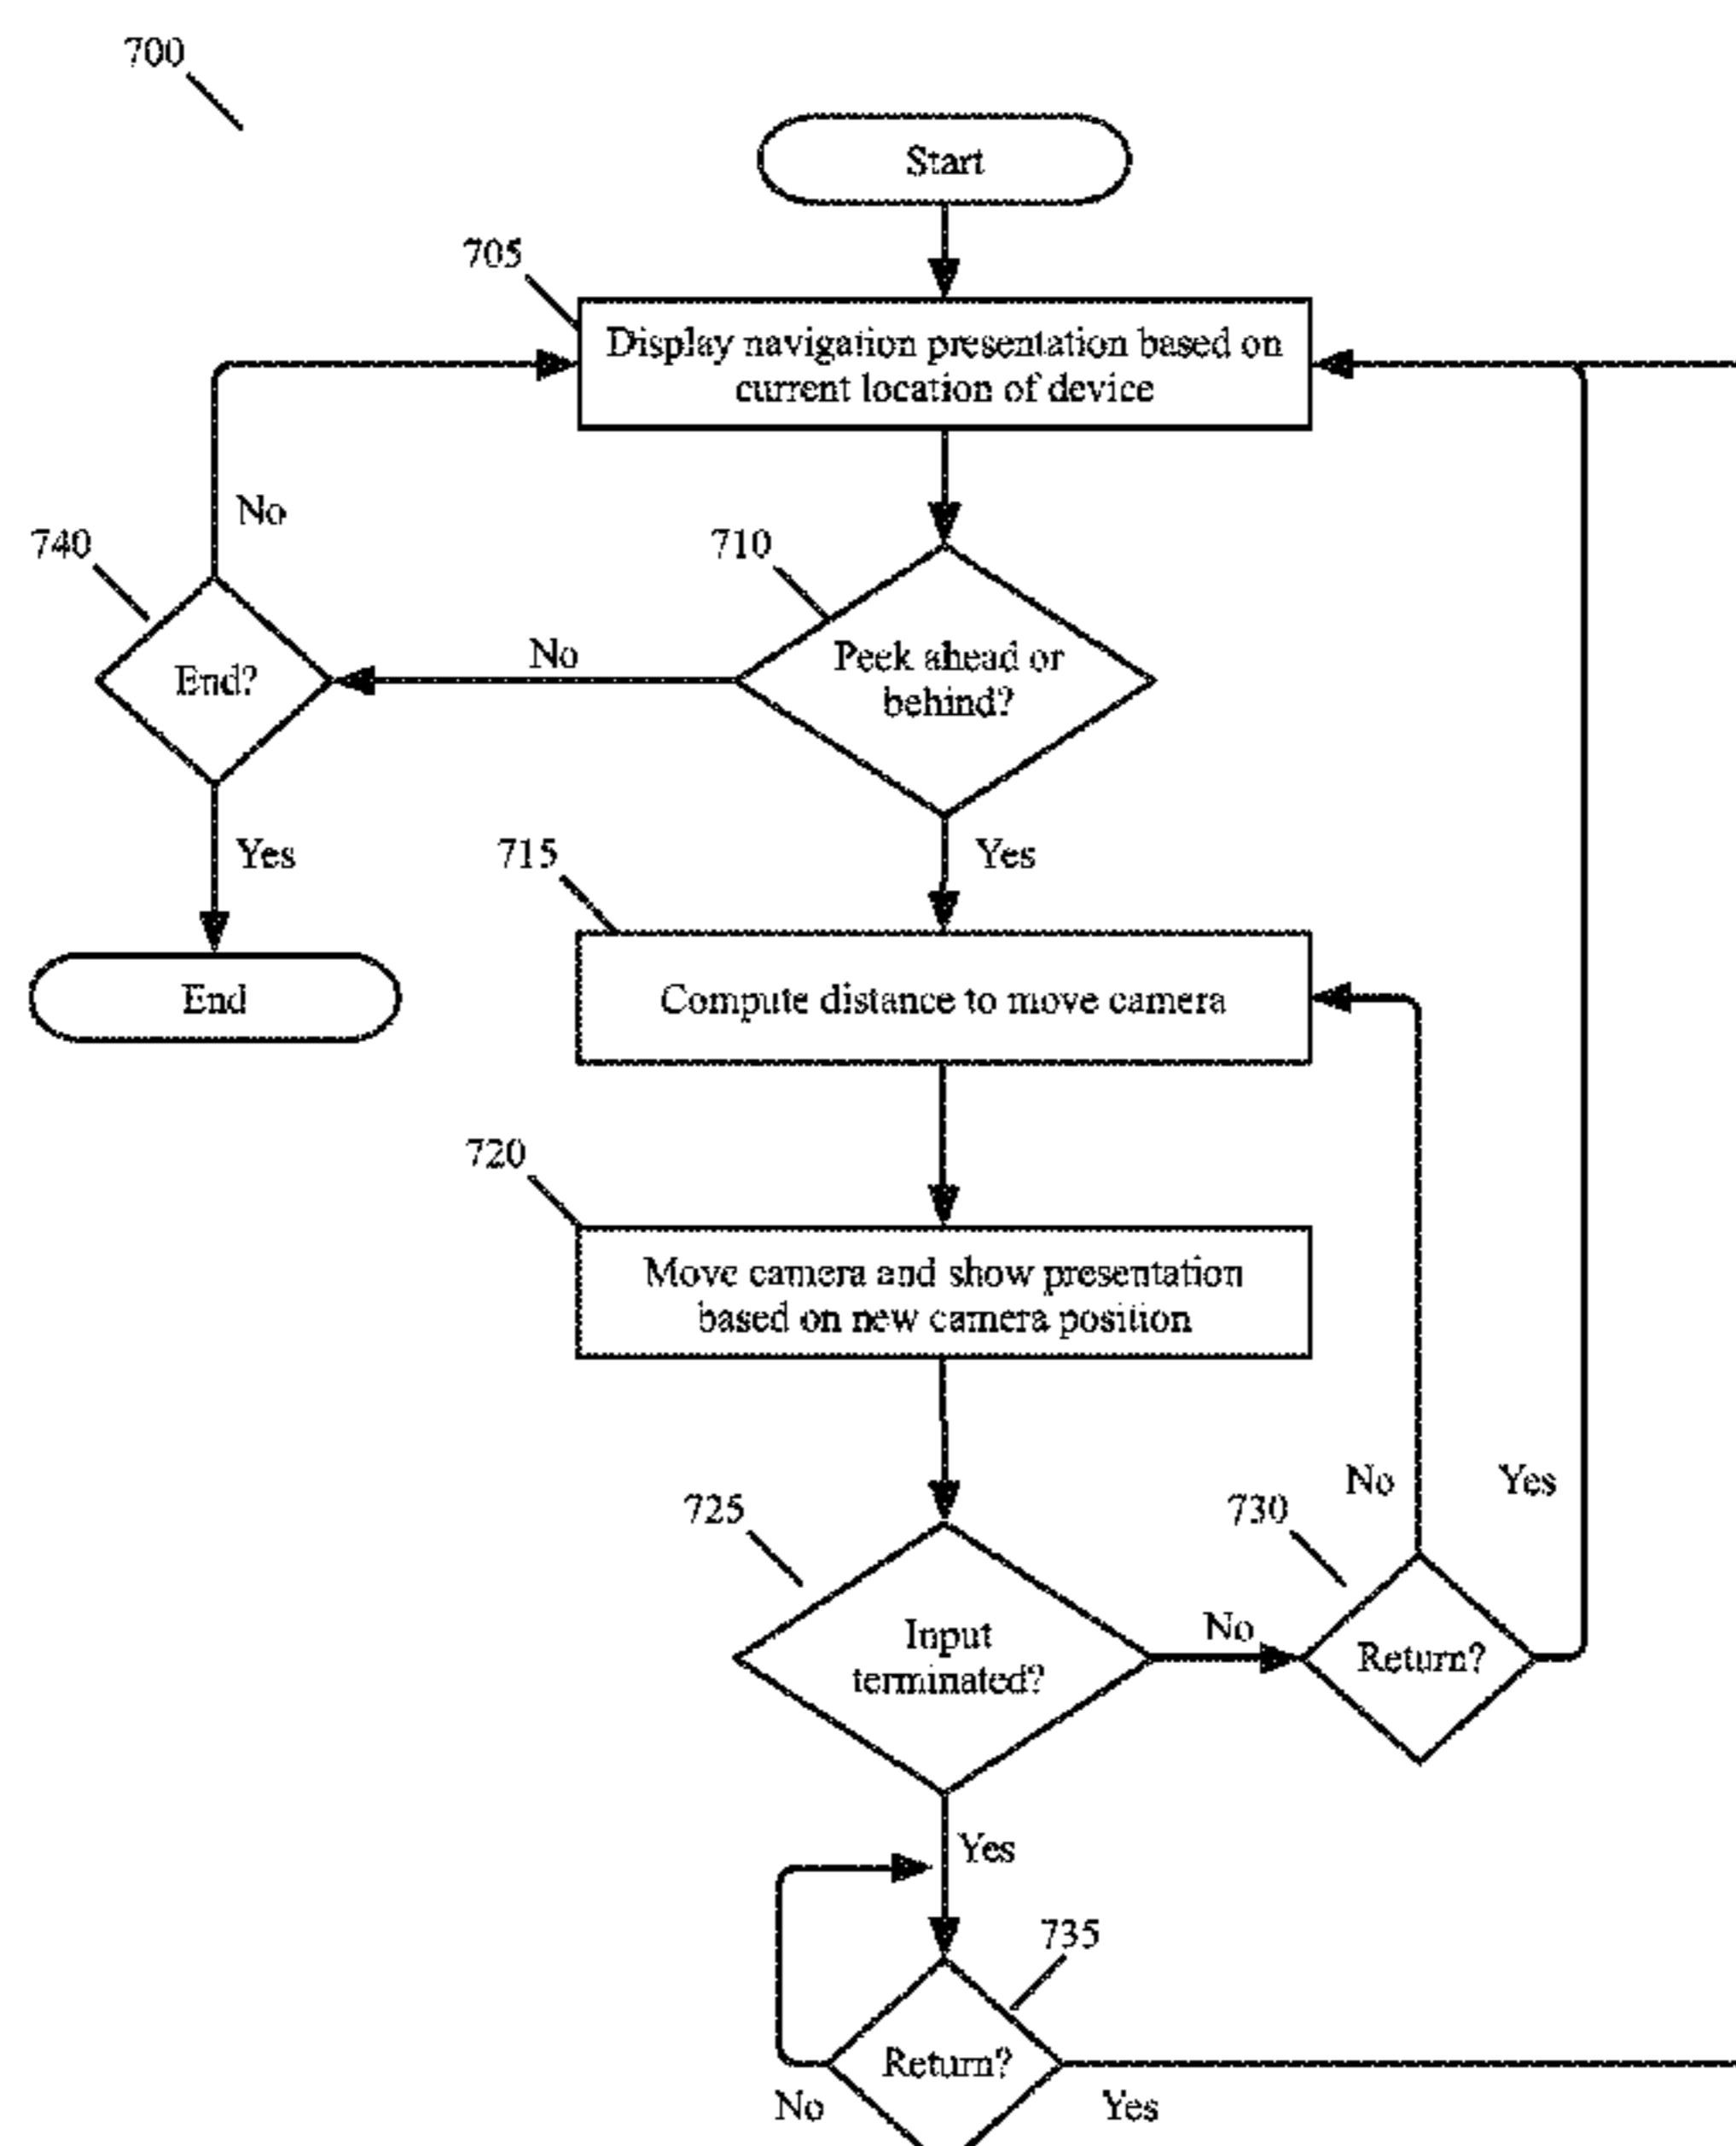 700
Start
705
Display navigation presentation based on
current location of device
No
740
710
End?
No
Peek ahead or
behind?
Yes
715
Yes
End
Compute distance to move camera
720
Move camera and show presentation
based on new camera position
No
Yes
725
730
Input
terminated?
No
Return?
Yes
735
Return?
No
Yes